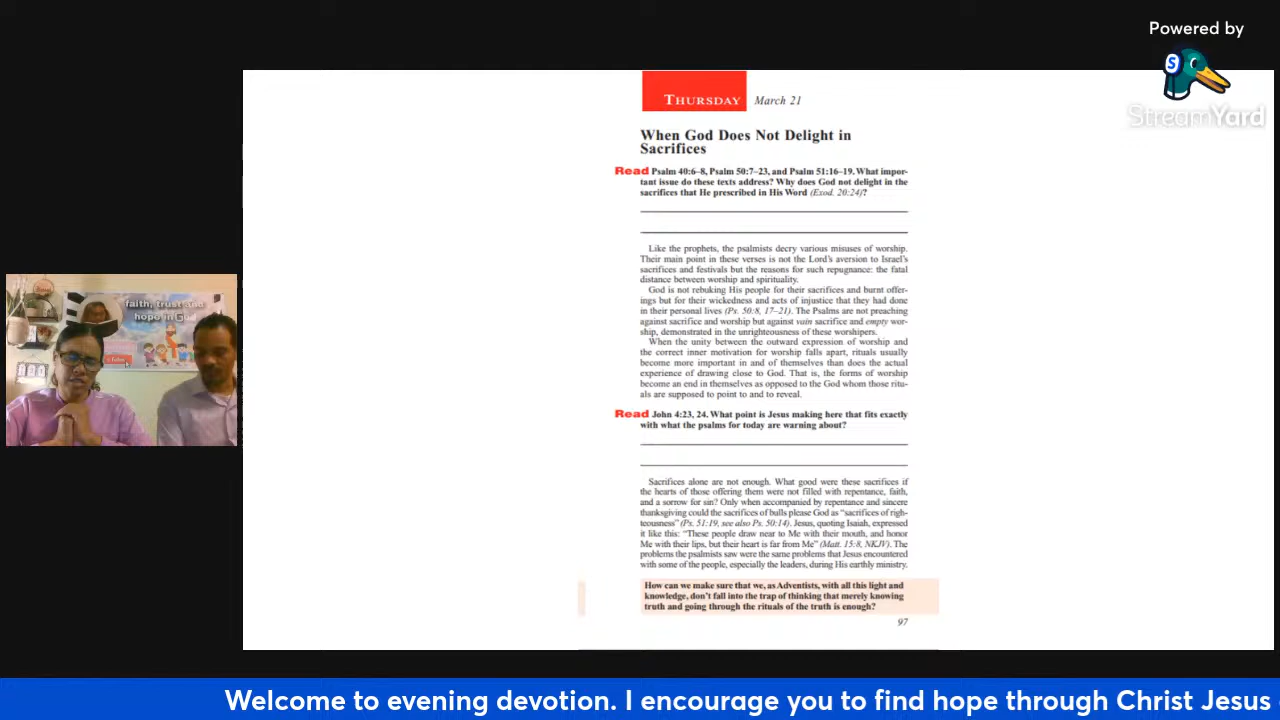 Powered by
S
StreamYard
THURSDAY March 21
When God Does Not Delight in
Sacrifices
Read Psalm 40:6–8, Psalm 50:7–23, and Psalm 51:16–19. What impor-
tant issue do these texts address? Why does God not delight in the
sacrifices that He prescribed in His Word (Exod. 20:24)?
Like the prophets, the psalmists decry various misuses of worship.
Their main point in these verses is not the Lord's aversion to Israel's
sacrifices and festivals but the reasons for such repugnance: the fatal
distance between worship and spirituality.
God is not rebuking His people for their sacrifices and burnt offer-
ings but for their wickedness and acts of injustice that they had done
in their personal lives (Ps. 50:8, 17–21). The Psalms are not preaching
against sacrifice and worship but against vain sacrifice and empty wor-
ship, demonstrated in the unrighteousness of these worshipers.
When the unity between the outward expression of worship and
the correct inner motivation for worship falls apart, rituals usually
become more important in and of themselves than does the actual
experience of drawing close to God. That is, the forms of worship
become an end in themselves as opposed to the God whom those ritu-
als are supposed to point to and to reveal.
Read John 4:23, 24. What point is Jesus making here that fits exactly
with what the psalms for today are warning about?
Sacrifices alone are not enough. What good were these sacrifices if
the hearts of those offering them were not filled with repentance, faith,
and a sorrow for sin? Only when accompanied by repentance and sincere
thanksgiving could the sacrifices of bulls please God as "sacrifices of righ-
teousness" (Ps. 51:19, see also Ps. 50:14). Jesus, quoting Isaiah, expressed
it like this: "These people draw near to Me with their mouth, and honor
Me with their lips, but their heart is far from Me" (Matt. 15:8, NKJV). The
problems the psalmists saw were the same problems that Jesus encountered
with some of the people, especially the leaders, during His earthly ministry.
How can we make sure that we, as Adventists, with all this light and
knowledge, don't fall into the trap of thinking that merely knowing
truth and going through the rituals of the truth is enough?
97
faith, trust and
hope in God
Welcome to evening devotion. I encourage you to find hope through Christ Jesus